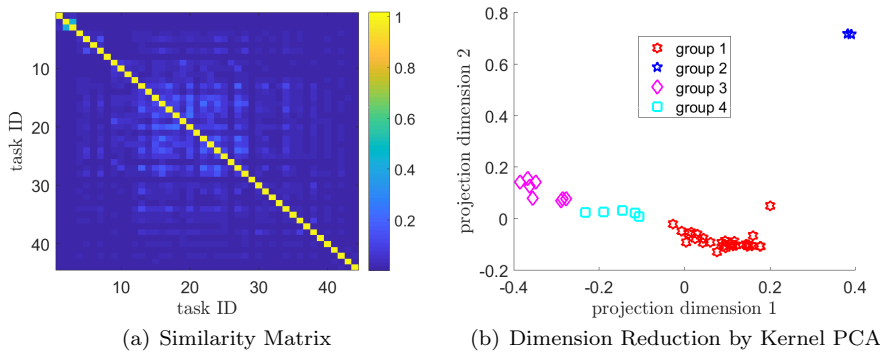 10
20
30
40
task ID
10
20
30
40
task ID
1
0.8
0.6
0.4
0.2
(a) Similarity Matrix
0.8
0.6
0.4
0.2
0
-0.2
projection dimension 2
group 1
group 2
group 3
group 4
-0.4
-0.2
0
0.2
0.4
projection dimension 1
(b) Dimension Reduction by Kernel PCA